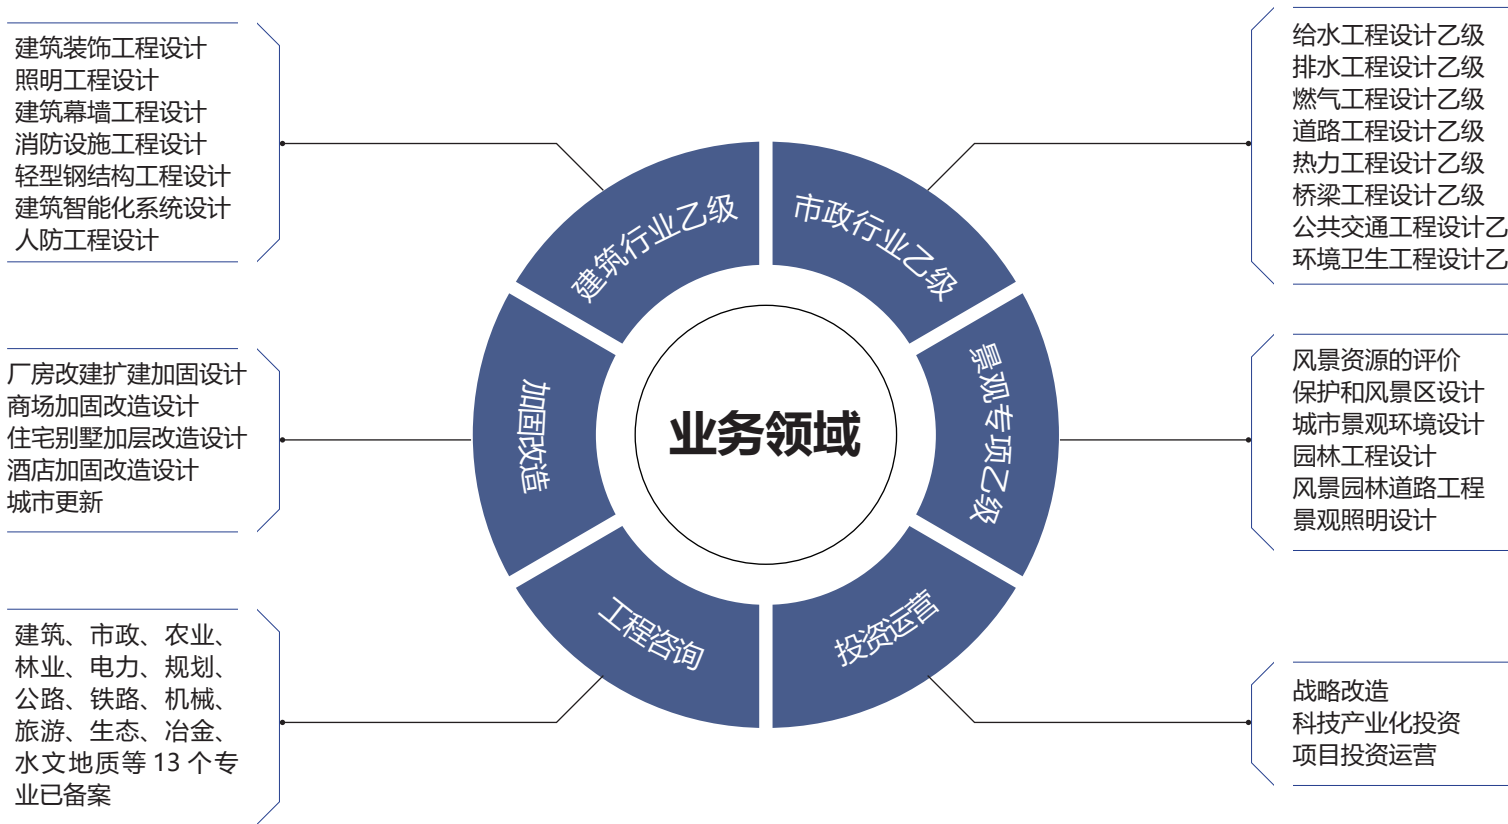 建筑装饰工程设计
照明工程设计
建筑幕墙工程设计
消防设施工程设计
轻型钢结构工程设计
建筑智能化系统设计
人防工程设计
厂房改建扩建加固设计
商场加固改造设计
住宅别墅加层改造设计
酒店加固改造设计
城市更新
建筑、市政、农业、
林业、电力、规划、
公路、铁路、机械、
旅游、生态、冶金、
水文地质等 13 个专
业已备案
建筑行业乙级
市政行业乙级
加固改造
业务领域
景观专项乙级
工程咨询
投资运营
给水工程设计乙级
排水工程设计乙级
燃气工程设计乙级
道路工程设计乙级
热力工程设计乙级
桥梁工程设计乙级
公共交通工程设计乙
环境卫生工程设计乙
风景资源的评价
保护和风景区设计
城市景观环境设计
园林工程设计
风景园林道路工程
景观照明设计
战略改造
科技产业化投资
项目投资运营